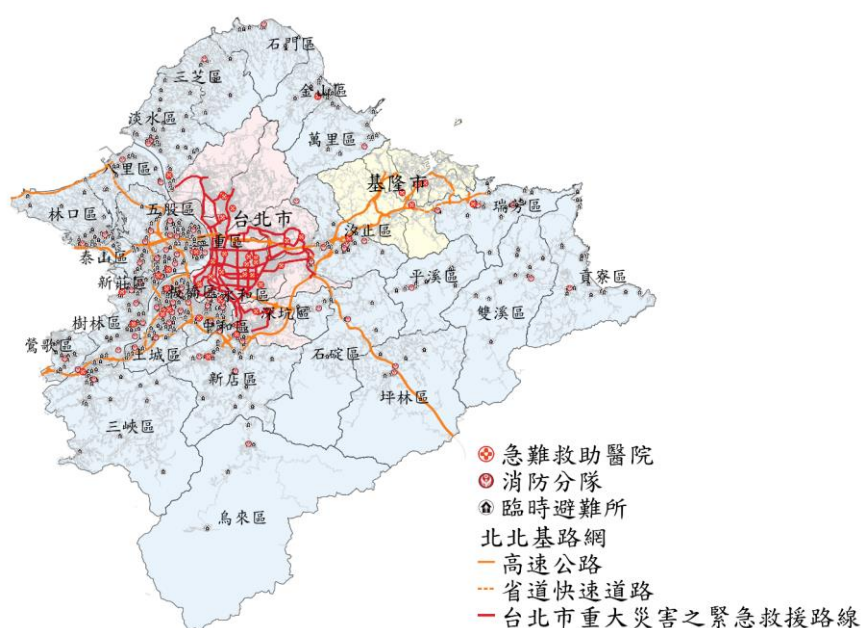 石門區
三芝區
金山區
淡水區
萬里區
八里區
基隆市
林口區
五股區
台北市
瑞芳區
三重區
汐止區
泰山區
平溪區
貢寮區
新莊區
板橋區
永和區
雙溪區
深坑區
樹林區
中和區
鶯歌區
土城區
石碇區
新店區
坪林區
三峽區
烏來區
急難救助醫院
消防分隊
臨時避難所
北北基路網
高速公路
省道快速道路
台北市重大災害之緊急救援路線